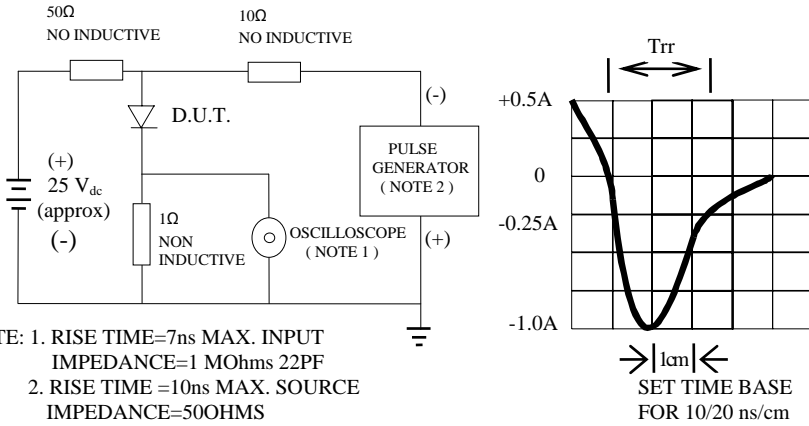 50Ω
NO INDUCTIVE
10Ω
NO INDUCTIVE
D.U.T.
(+)
25 Vdc
(approx)
(-)
1Ω
NON
INDUCTIVE
OSCILLOSCOPE
( NOTE 1 )
(-)
PULSE
GENERATOR
( NOTE 2 )
(+)
TE: 1. RISE TIME=7ns MAX. INPUT
IMPEDANCE=1 MOhms 22PF
2. RISE TIME =10ns MAX. SOURCE
IMPEDANCE=50OHMS
Trr
+0.5A
0
-0.25A
-1.0A
1cm
SET TIME BASE
FOR 10/20 ns/cm